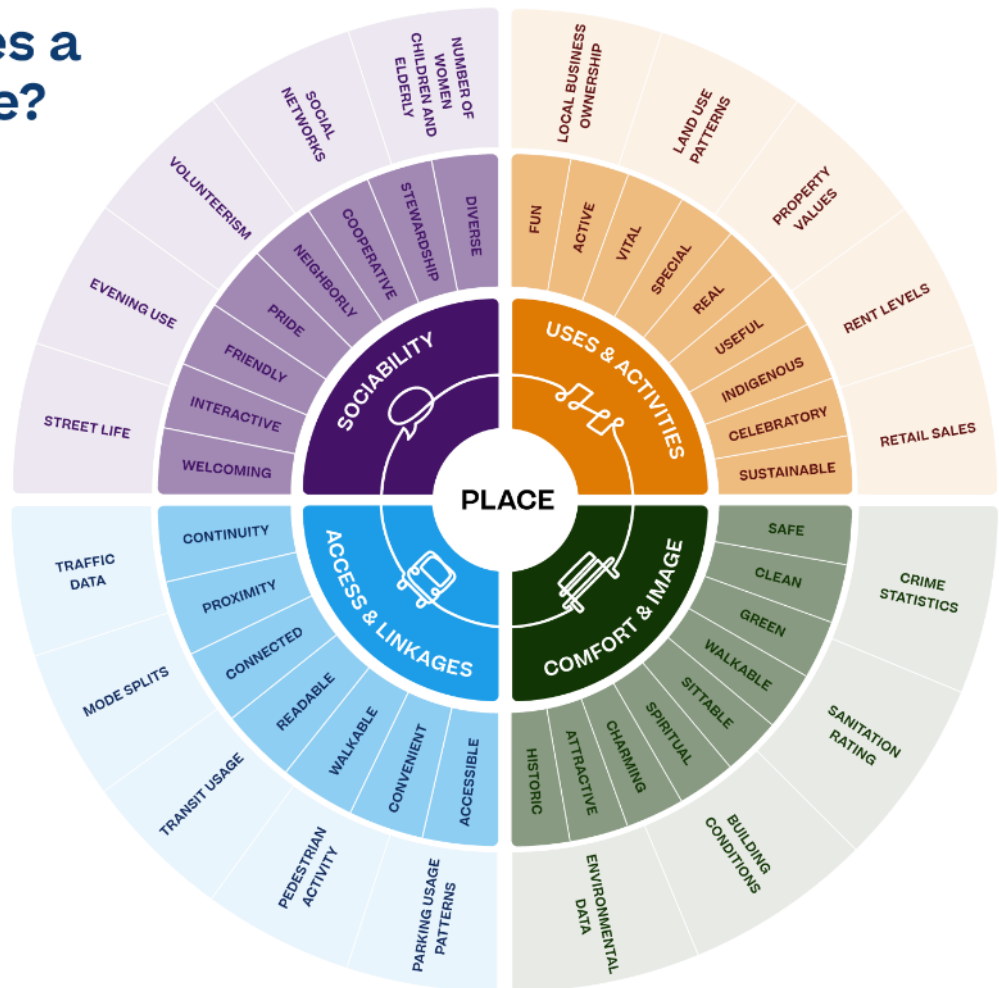 es a
e?
NUMBER OF
WOMEN
CHILDREN AND
ELDERLY
SOCIAL
NETWORKS
VOLUNTEERISM
EVENING USE
STREET LIFE
LOCAL BUSINESS
OWNERSHIP
LAND USE
PATTERNS
PROPERTY
VALUES
RENT LEVELS
RETAIL SALES
DIVERSE
STEWARDSHIP
COOPERATIVE
NEIGHBORLY
PRIDE
FRIENDLY
INTERACTIVE
WELCOMING
FUN
ACTIVE
VITAL
SPECIAL
REAL
USEFUL
INDIGENOUS
CELEBRATORY
SUSTAINABLE
SOCIABILITY
USES & ACTIVITIES
PLACE
ACCESS & LINKAGES
COMFORT & IMAGE
CONTINUITY
PROXIMITY
CONNECTED
READABLE
WALKABLE
CONVENIENT
ACCESSIBLE
SAFE
CLEAN
GREEN
WALKABLE
SITTABLE
SPIRITUAL
CHARMING
ATTRACTIVE
HISTORIC
TRAFFIC
DATA
MODE SPLITS
TRANSIT USAGE
PEDESTRIAN
ACTIVITY
PARKING USAGE
PATTERNS
CRIME
STATISTICS
SANITATION
RATING
BUILDING
CONDITIONS
ENVIRONMENTAL
DATA